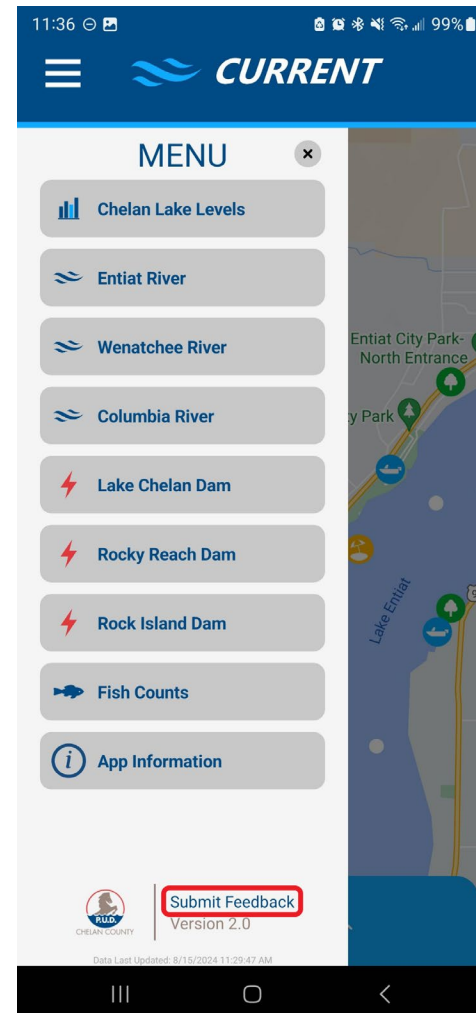 11:36
99%
CURRENT
MENU
Chelan Lake Levels
Entiat River
Wenatchee River
Columbia River
Lake Chelan Dam
Rocky Reach Dam
Rock Island Dam
Fish Counts
i App Information
Entiat City Park-
North Entrance
y Park
Lake Entiat
9
P.U.D.
CHELAN COUNTY
Submit Feedback
Version 2.0
Data Last Updated: 8/15/2024 11:29:47 AM